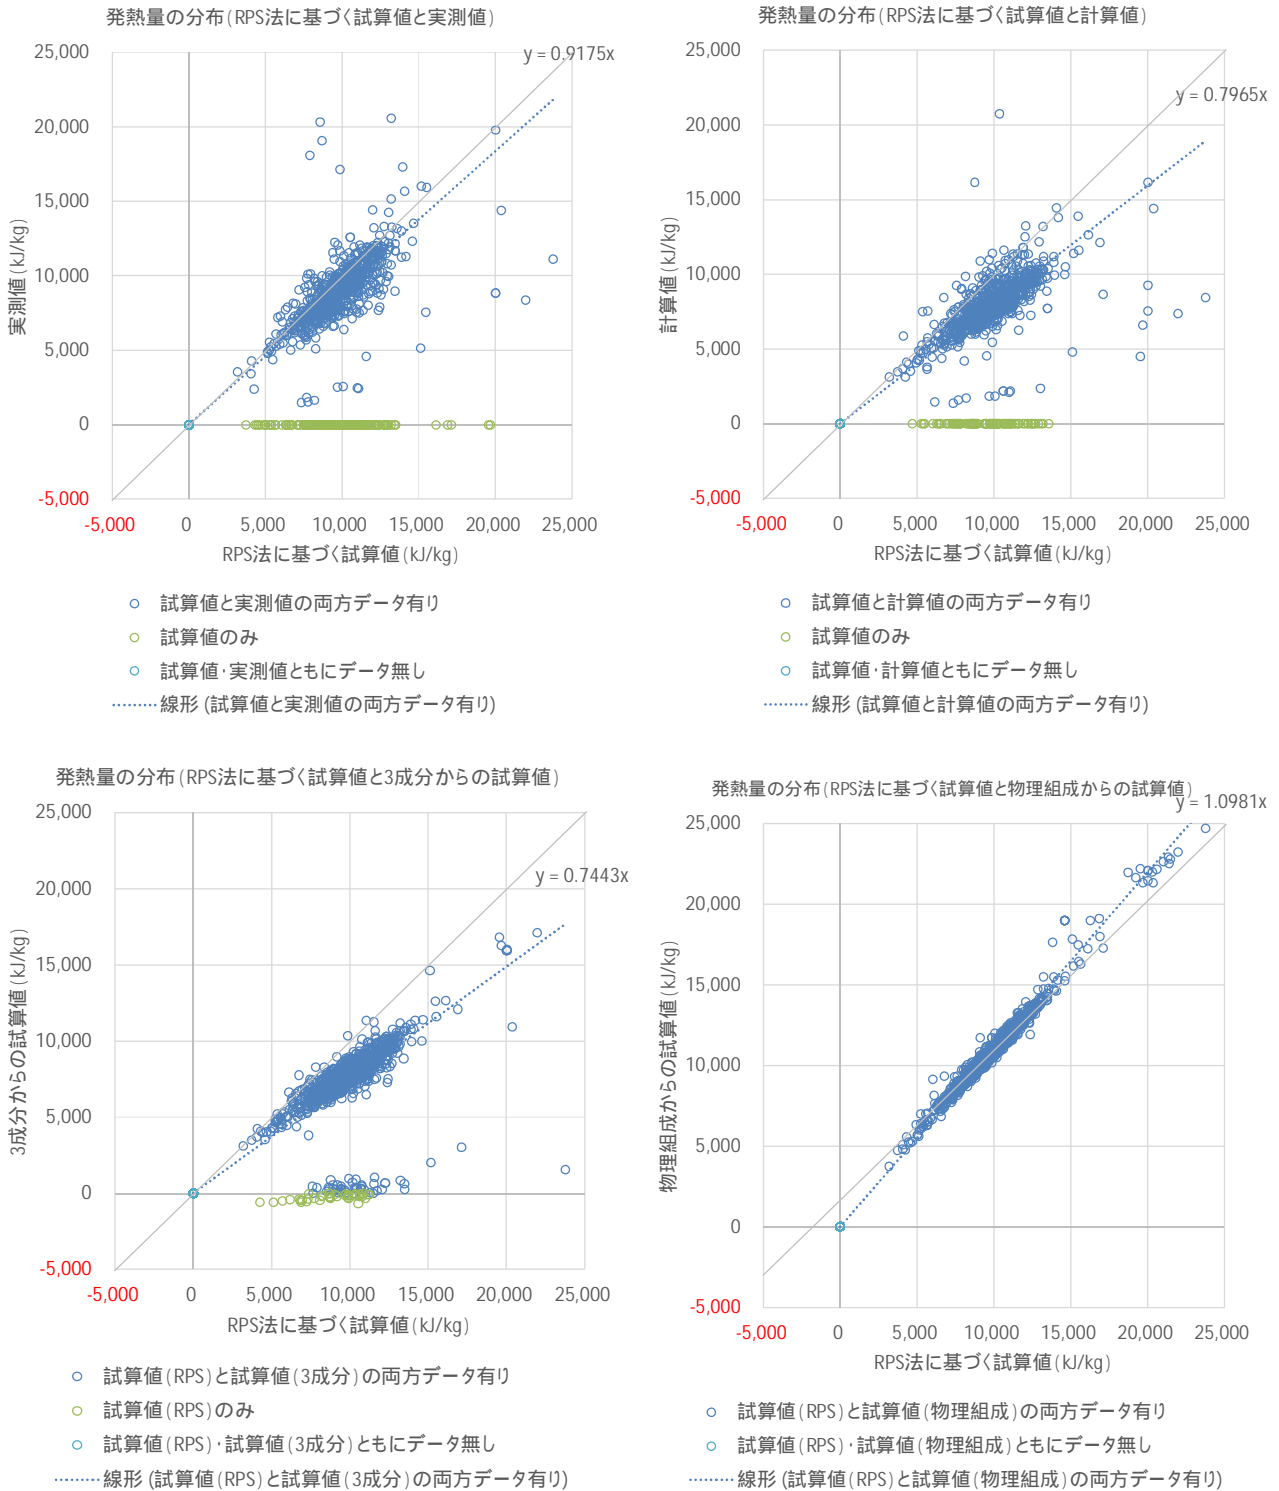 発熱量の分布(RPS法に基づく試算値と実測値)
y = 0.9175x
25,000
20,000
15,000
10,000
5,000
0
-5,000
実測値(kJ/kg)
-5,000 0 5,000 10,000 15,000 20,000 25,000
RPS法に基づく試算値(kJ/kg)
試算値と実測値の両方データ有り
試算値のみ
試算値・実測値ともにデータ無し
線形 (試算値と実測値の両方データ有り)
発熱量の分布(RPS法に基づく試算値と計算値)
y = 0.7965x
25,000
20,000
15,000
10,000
5,000
0
-5,000
計算値(kJ/kg)
-5,000 0 5,000 10,000 15,000 20,000 25,000
RPS法に基づく試算値(kJ/kg)
試算値と計算値の両方データ有り
試算値のみ
試算値・計算値ともにデータ無し
線形 (試算値と計算値の両方データ有り)
発熱量の分布(RPS法に基づく試算値と3成分からの試算値)
y = 0.7443x
25,000
20,000
15,000
10,000
5,000
0
-5,000
3成分からの試算値(kJ/kg)
-5,000 0 5,000 10,000 15,000 20,000 25,000
RPS法に基づく試算値(kJ/kg)
試算値(RPS)と試算値(3成分)の両方データ有り
試算値(RPS)のみ
試算値(RPS)・試算値(3成分)ともにデータ無し
線形 (試算値(RPS)と試算値(3成分)の両方データ有り)
発熱量の分布(RPS法に基づく試算値と物理組成からの試算値)
y = 1.0981x
25,000
20,000
15,000
10,000
5,000
0
-5,000
物理組成からの試算値(kJ/kg)
-5,000 0 5,000 10,000 15,000 20,000 25,000
RPS法に基づく試算値(kJ/kg)
試算値(RPS)と試算値(物理組成)の両方データ有り
試算値(RPS)・試算値(物理組成)ともにデータ無し
線形 (試算値(RPS)と試算値(物理組成)の両方データ有り)